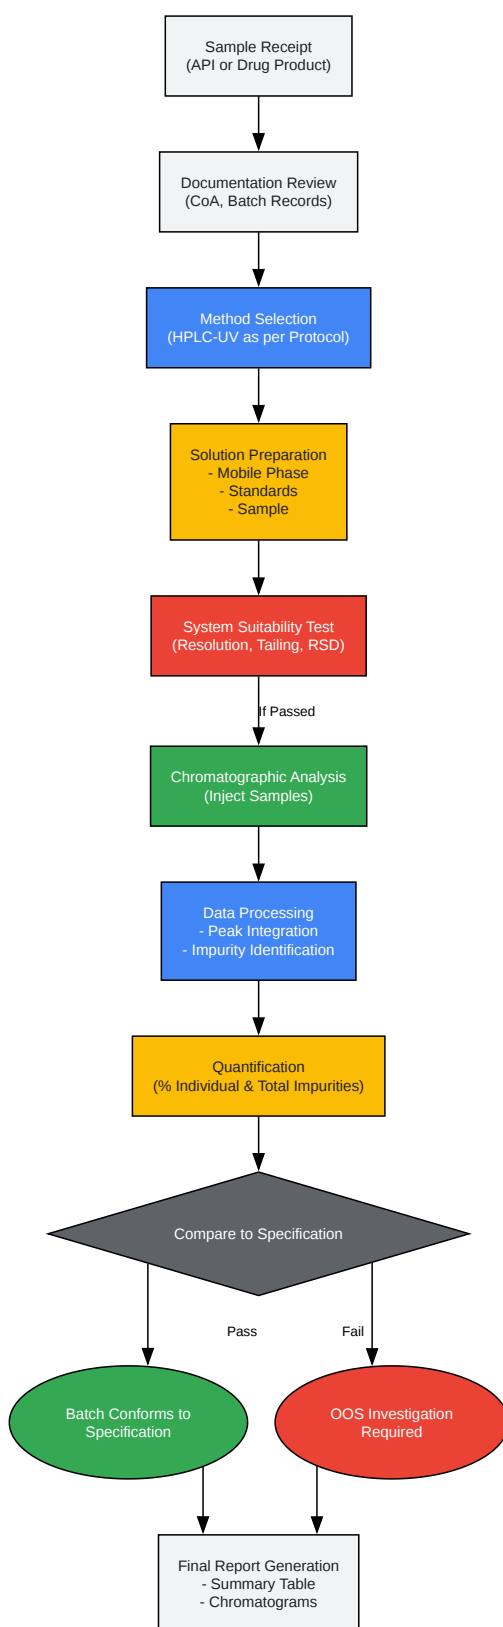 Sample Receipt
(API or Drug Product)
Documentation Review
(CoA, Batch Records)
Method Selection
(HPLC-UV as per Protocol)
Solution Preparation
- Mobile Phase
- Standards
- Sample
System Suitability Test
(Resolution, Tailing, RSD)
If Passed
Chromatographic Analysis
(Inject Samples)
Data Processing
- Peak Integration
- Impurity Identification
Quantification
(% Individual & Total Impurities)
Compare to Specification
Pass
Fail
Batch Conforms to
Specification
OOS Investigation
Required
Final Report Generation
- Summary Table
- Chromatograms